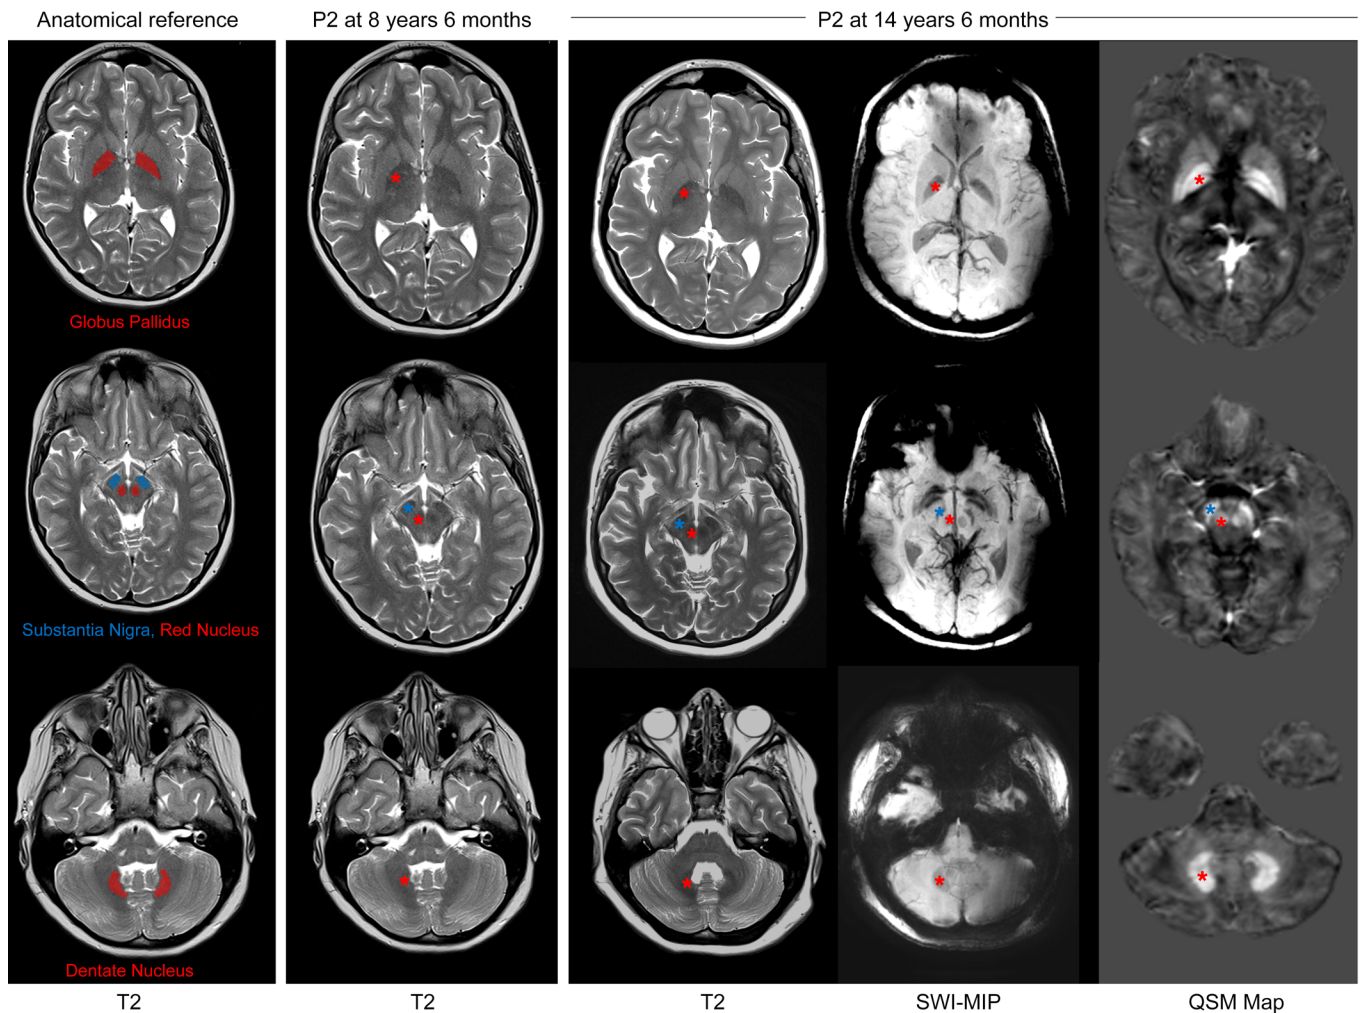 Anatomical reference
P2 at 8 years 6 months
P2 at 14 years 6 months
Globus Pallidus
Substantia Nigra, Red Nucleus
Dentate Nucleus
T2
T2
T2
SWI-MIP
QSM Map